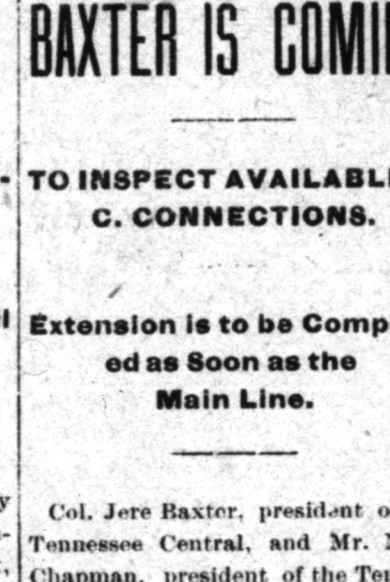 BAXTER IS COMI
TO INSPECT AVAILABL
C. CONNECTIONS.
Extension is to be Comp
ed as Soon as the
Main Line.
Col. Jere Baxter, president o
Tennessee Central, and Mr.
Chapman, president of the Te